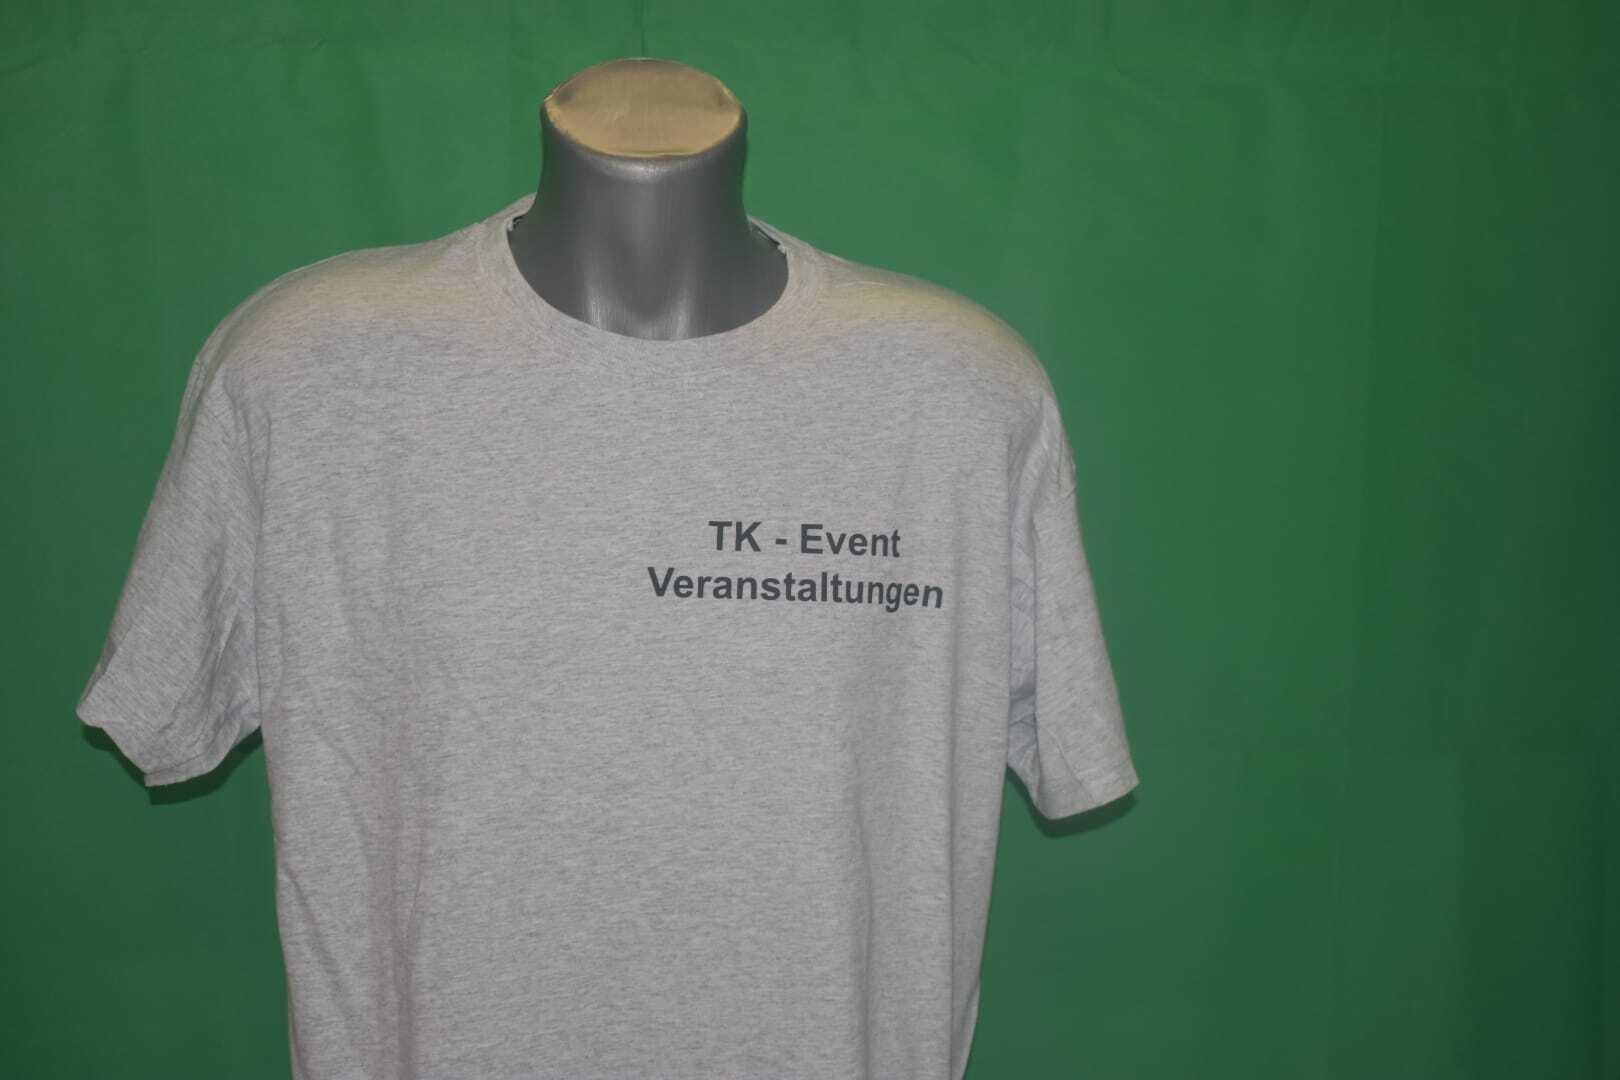 TK - Event
Veranstaltungen